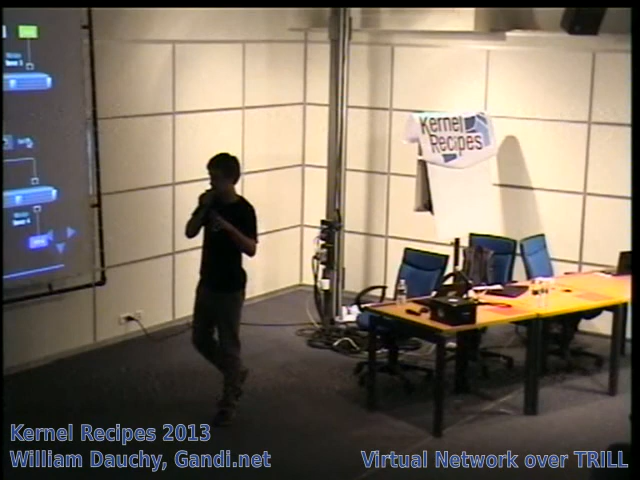 Kernel
Recipes
Kernel Recipes 2013
William Dauchy, Gandi.net
Virtual Network over TRILL